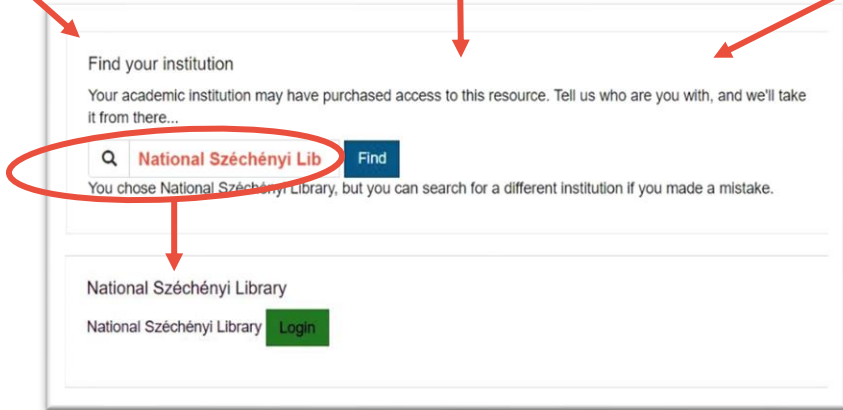 Find your institution
Your academic institution may have purchased access to this resource. Tell us who are you with, and we'll take
it from there...
National Széchényi Lib Find
You chose National Széchényi Library, but you can search for a different institution if you made a mistake.
National Széchényi Library
National Széchényi Library Login